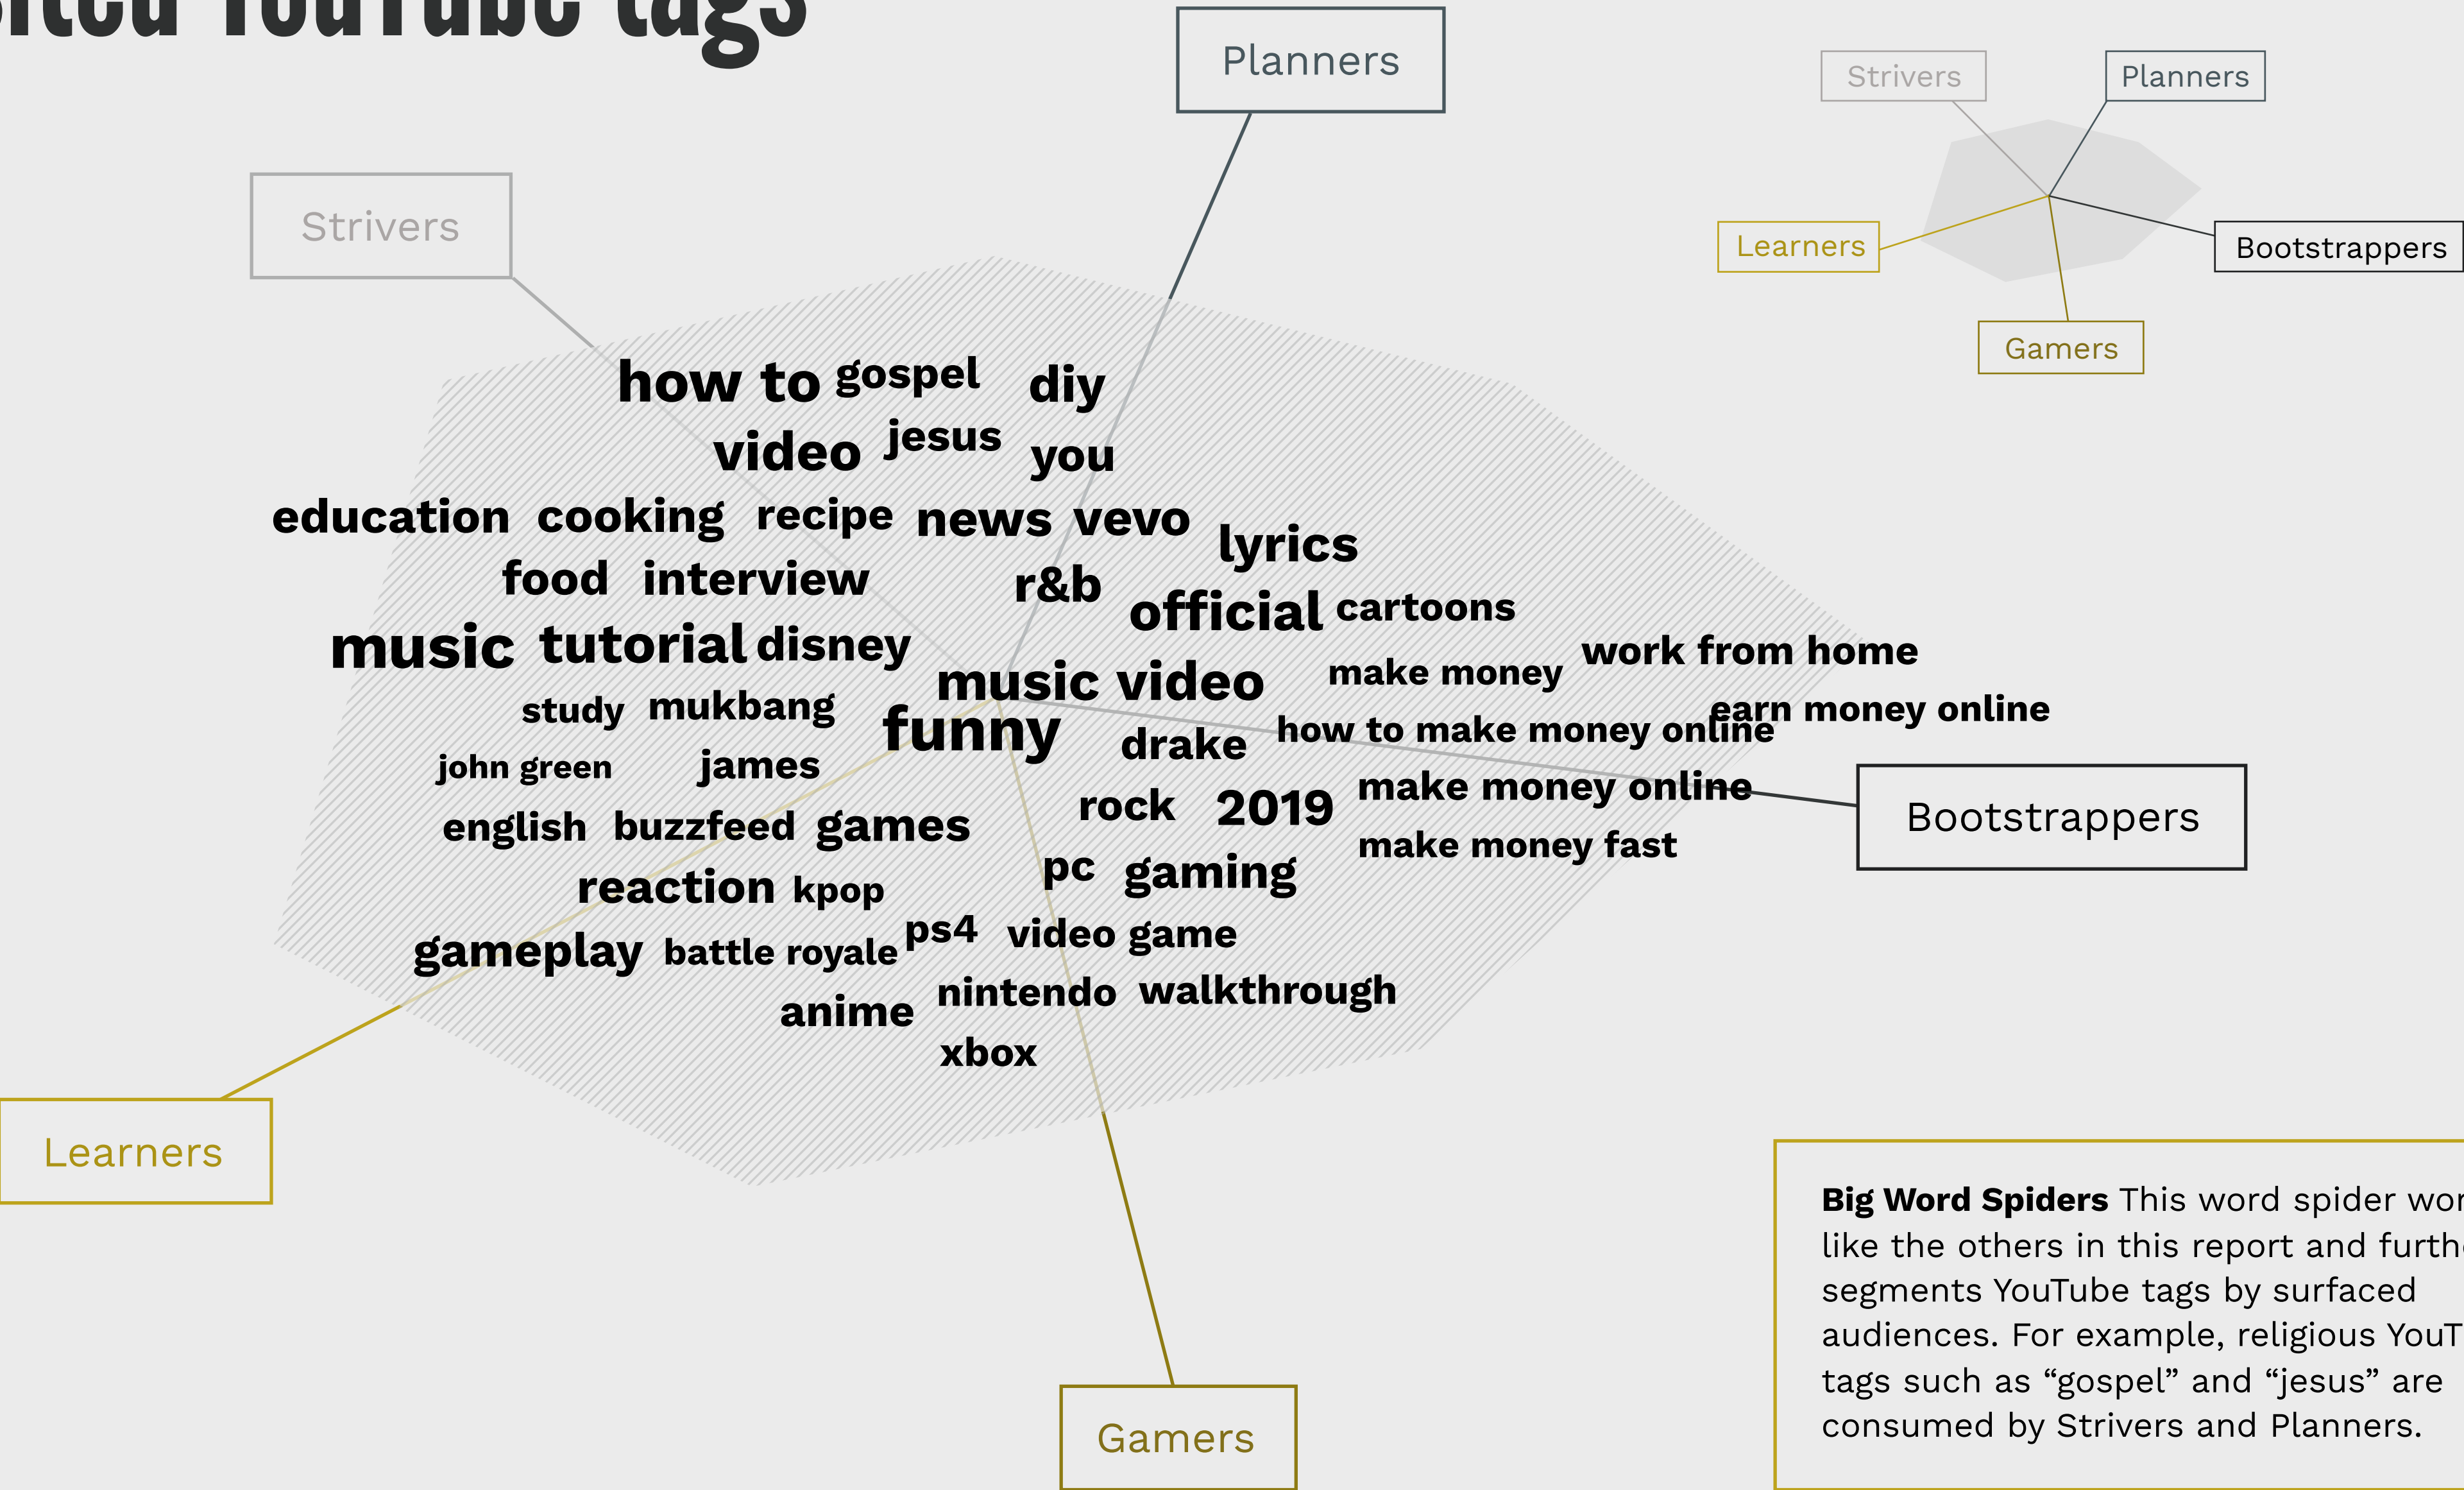 YouTube tags
Planners
Strivers
Planners
Strivers
Learners
Bootstrappers
Gamers
how to gospel diy
video jesus you
education cooking recipe news vevo
lyrics
food interview r&b
official cartoons
music tutorial disney
work from home
music video make money
study mukbang
earn money online
funny drake how to make money online
john green james
rock 2019 make money online
Bootstrappers
english buzzfeed games
make money fast
pc gaming
reaction kpop
ps4 video game
gameplay battle royale
nintendo walkthrough
anime
xbox
Learners
Gamers
Big Word Spiders This word spider
like the others in this report and
segments YouTube tags by surfaced
audiences. For example, religious
tags such as “gospel” and “jesus” are
consumed by Strivers and Planners.